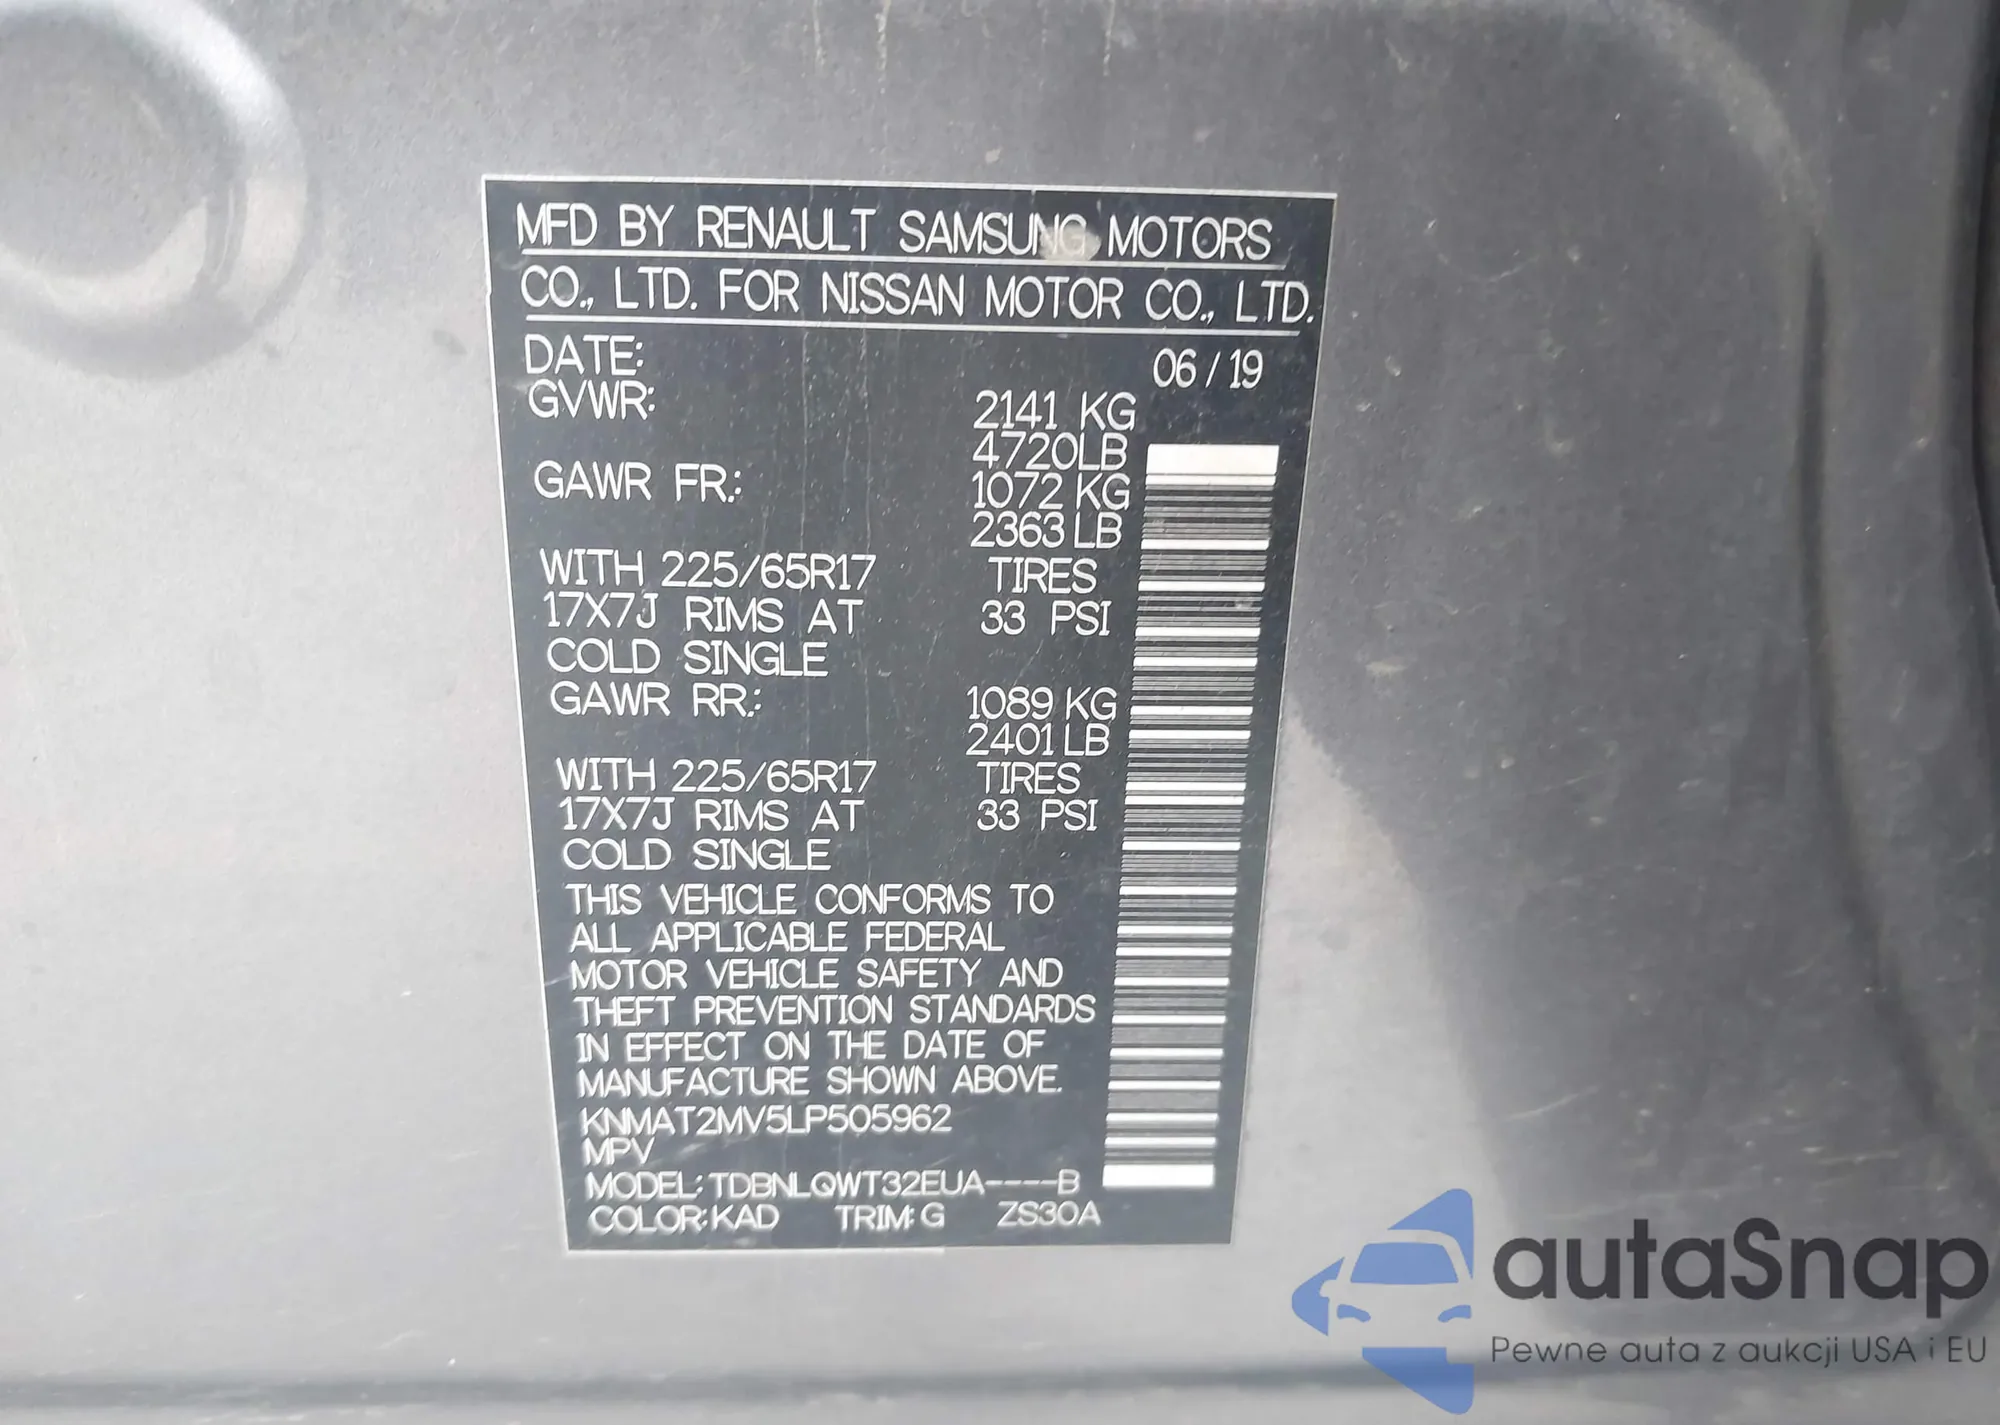 MFD BY RENAULT SAMSUNG MOTORS
CO., LTD. FOR NISSAN MOTOR CO., LTD.
DATE: 06 / 19
GVWR: 2141 KG
4720LB
GAWR FR.: 1072 KG
2363 LB
WITH 225/65R17 TIRES
17X7J RIMS AT 33 PSI
COLD SINGLE
GAWR RR.: 1089 KG
2401 LB
WITH 225/65R17 TIRES
17X7J RIMS AT 33 PSI
COLD SINGLE
THIS VEHICLE CONFORMS TO
ALL APPLICABLE FEDERAL
MOTOR VEHICLE SAFETY AND
THEFT PREVENTION STANDARDS
IN EFFECT ON THE DATE OF
MANUFACTURE SHOWN ABOVE.
KNMAT2MV5LP505962
MPV
MODEL: TDBNLQWT32EUA----B
COLOR: KAD TRIM: G ZS30A
autaSnap
Pewne auta z aukcji USA i EU